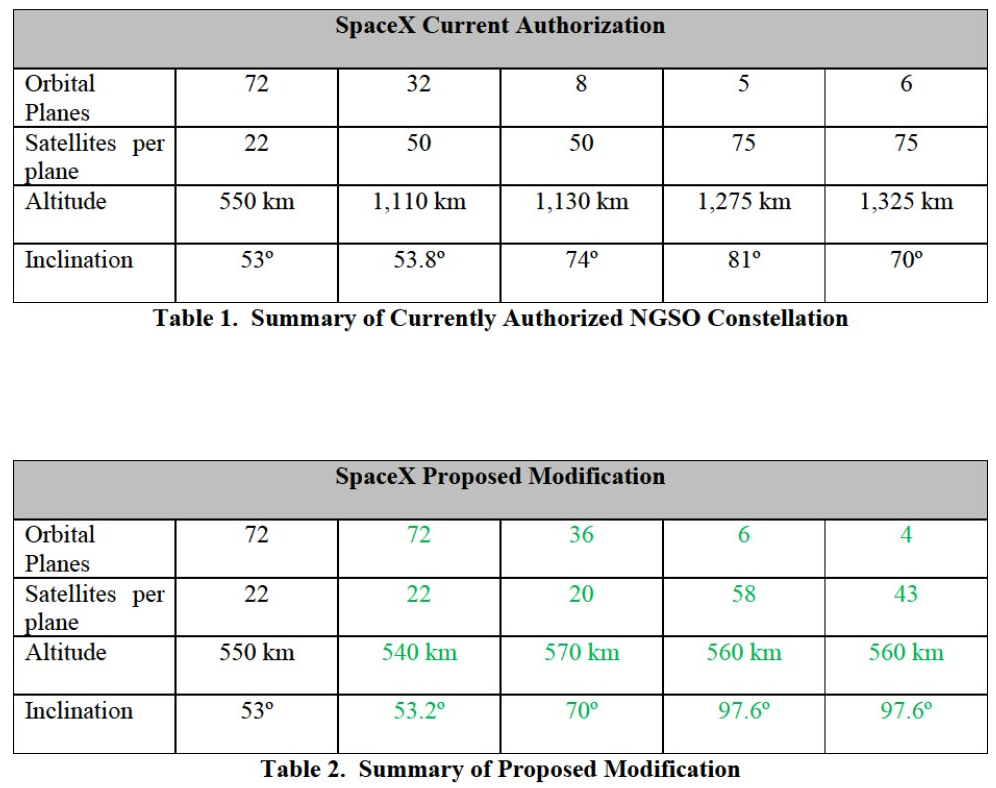 SpaceX Current Authorization
Orbital Planes 72 32 8 5 6
Satellites per plane 22 50 50 75 75
Altitude 550 km 1,110 km 1,130 km 1,275 km 1,325 km
Inclination 53º 53.8º 74º 81º 70º
Table 1. Summary of Currently Authorized NGSO Constellation
SpaceX Proposed Modification
Orbital Planes 72 72 36 6 4
Satellites per plane 22 22 20 58 43
Altitude 550 km 540 km 570 km 560 km 560 km
Inclination 53º 53.2º 70º 97.6º 97.6º
Table 2. Summary of Proposed Modification